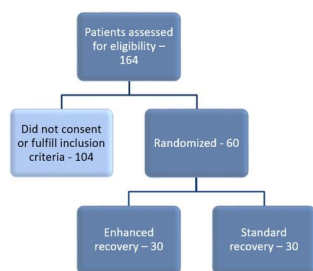 Patients assessed
for eligibility –
164
Did not consent
or fulfill inclusion
criteria - 104
Randomized - 60
Enhanced
recovery – 30
Standard
recovery – 30